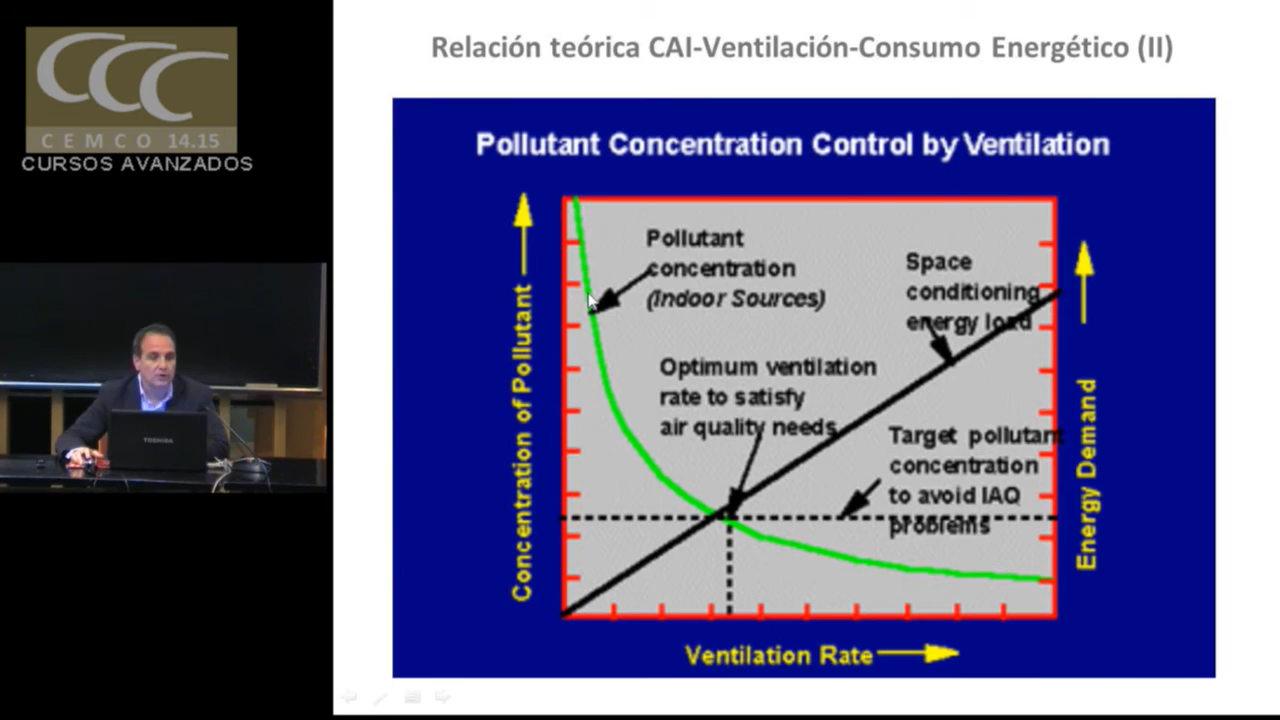 CCC
CEMCO 14.15
CURSOS AVANZADOS
TOSHIBA
Relación teórica CAI-Ventilación-Consumo Energético (II)
Pollutant Concentration Control by Ventilation
Concentration of Pollutant
Pollutant
concentration
(Indoor Sources)
Space
conditioning
energy load
Optimum ventilation
rate to satisfy
air quality needs
Target pollutant
concentration
to avoid IAQ
problems
Energy Demand
Ventilation Rate